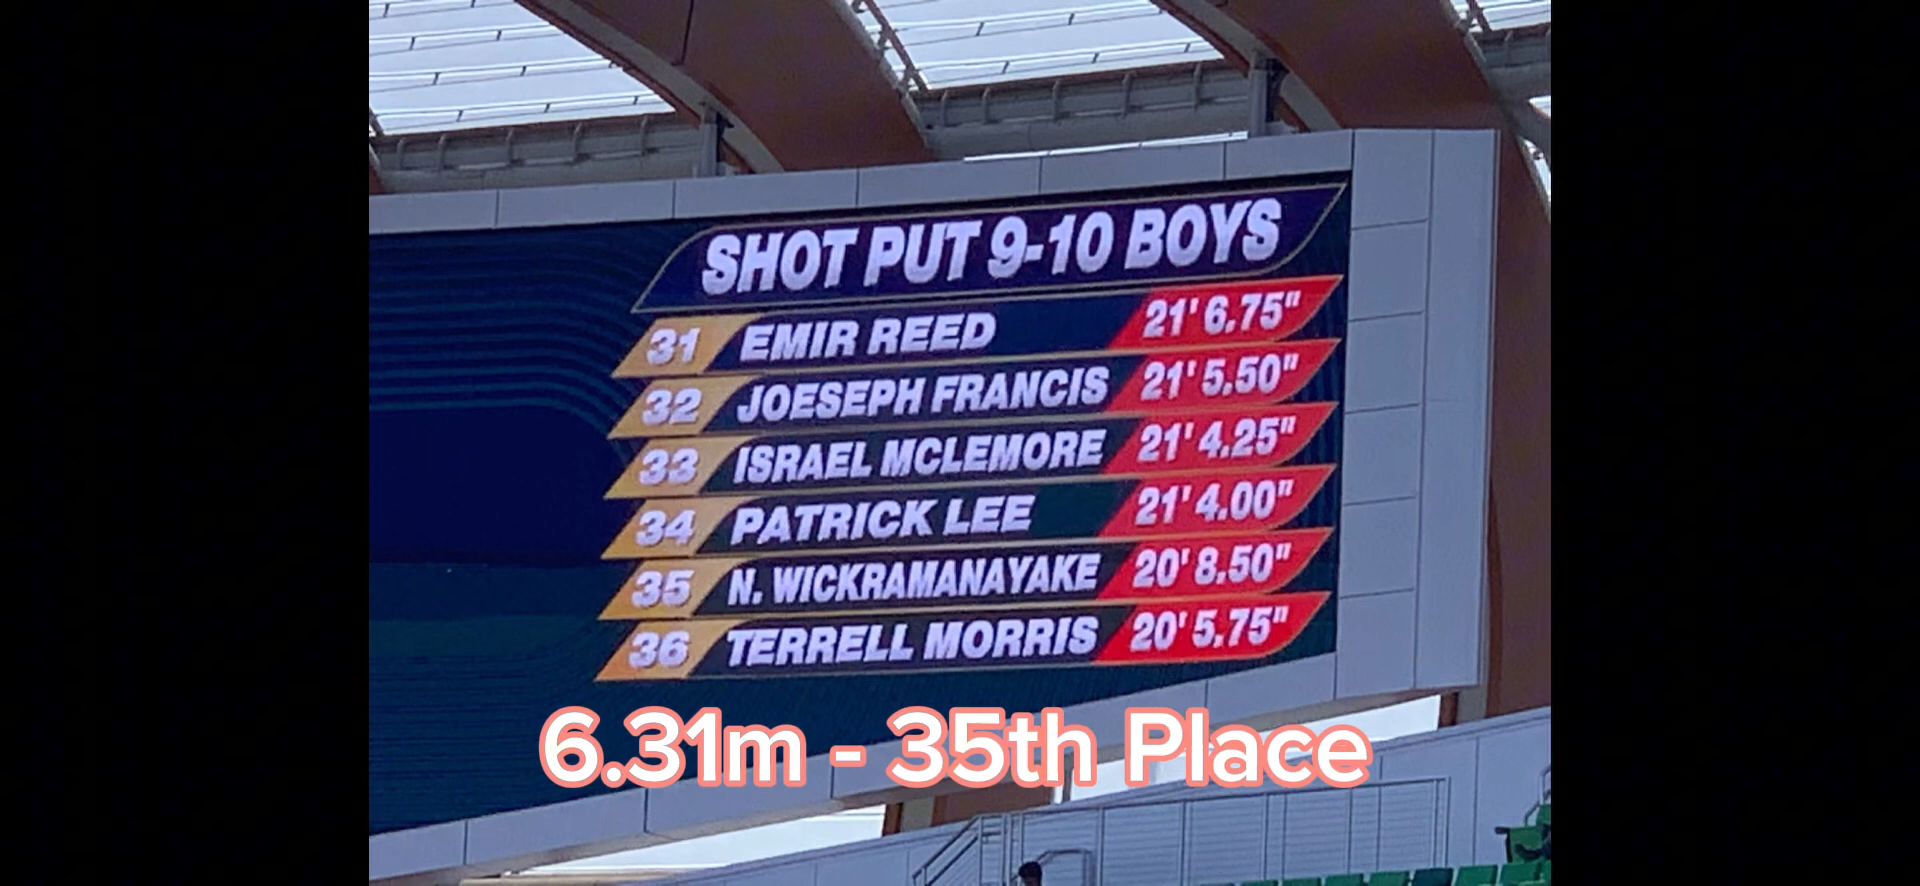 SHOT PUT 9-10 BOYS
31 EMIR REED 21' 6.75"
32 JOESEPH FRANCIS 21' 5.50"
33 ISRAEL MCLEMORE 21' 4.25"
34 PATRICK LEE 21' 4.00"
35 N. WICKRAMANAYAKE 20' 8.50"
36 TERRELL MORRIS 20' 5.75"
6.31m - 35th Place